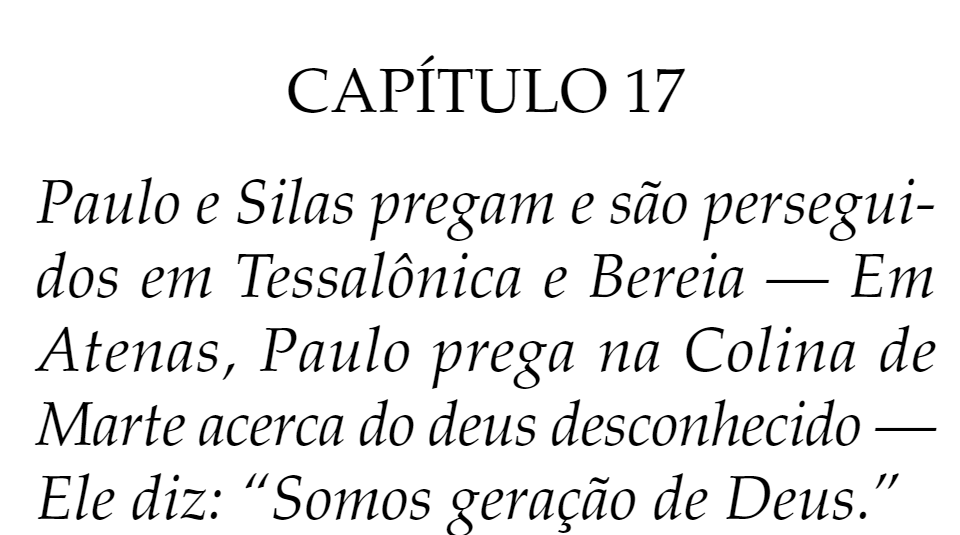 CAPÍTULO 17
Paulo e Silas pregam e são persegui-
dos em Tessalônica e Bereia — Em
Atenas, Paulo prega na Colina de
Marte acerca do deus desconhecido —
Ele diz: “Somos geração de Deus.”